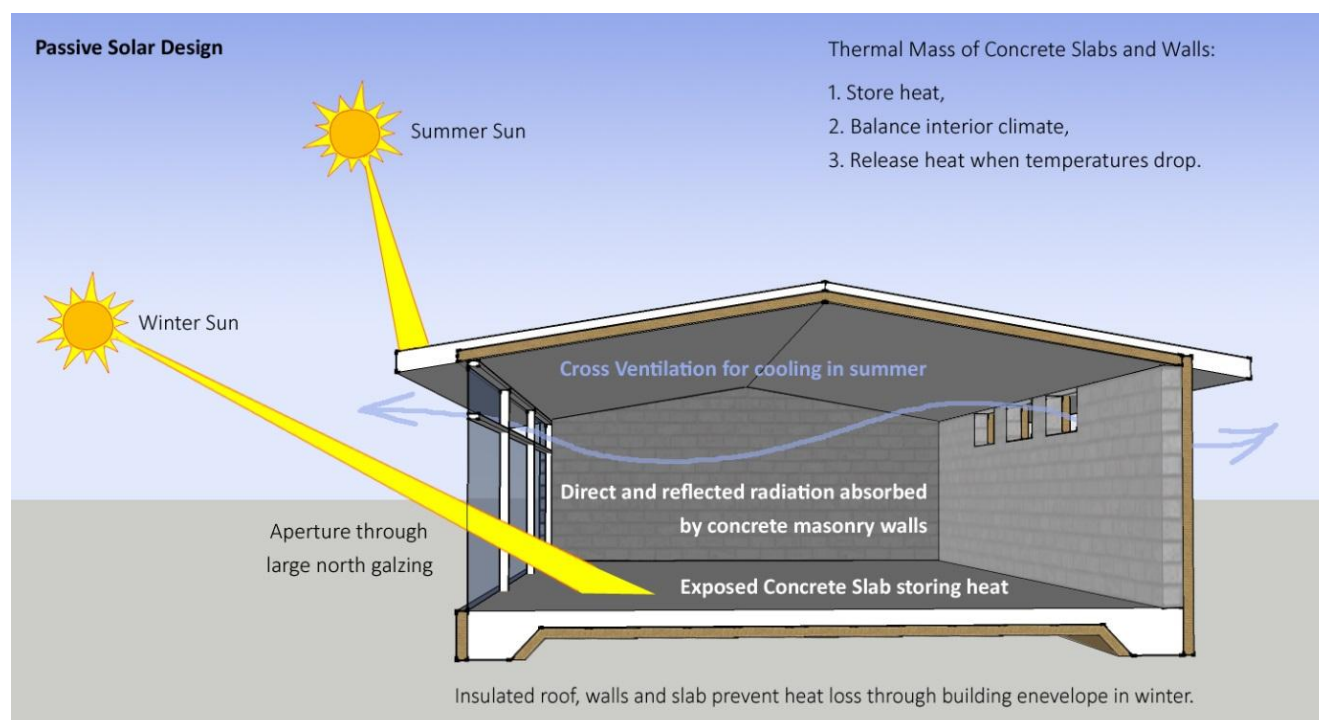 Passive Solar Design
Thermal Mass of Concrete Slabs and Walls:
1. Store heat,
2. Balance interior climate,
3. Release heat when temperatures drop.
Summer Sun
Winter Sun
Cross Ventilation for cooling in summer
Direct and reflected radiation absorbed
by concrete masonry walls
Aperture through
large north galzing
Exposed Concrete Slab storing heat
Insulated roof, walls and slab prevent heat loss through building enevelope in winter.